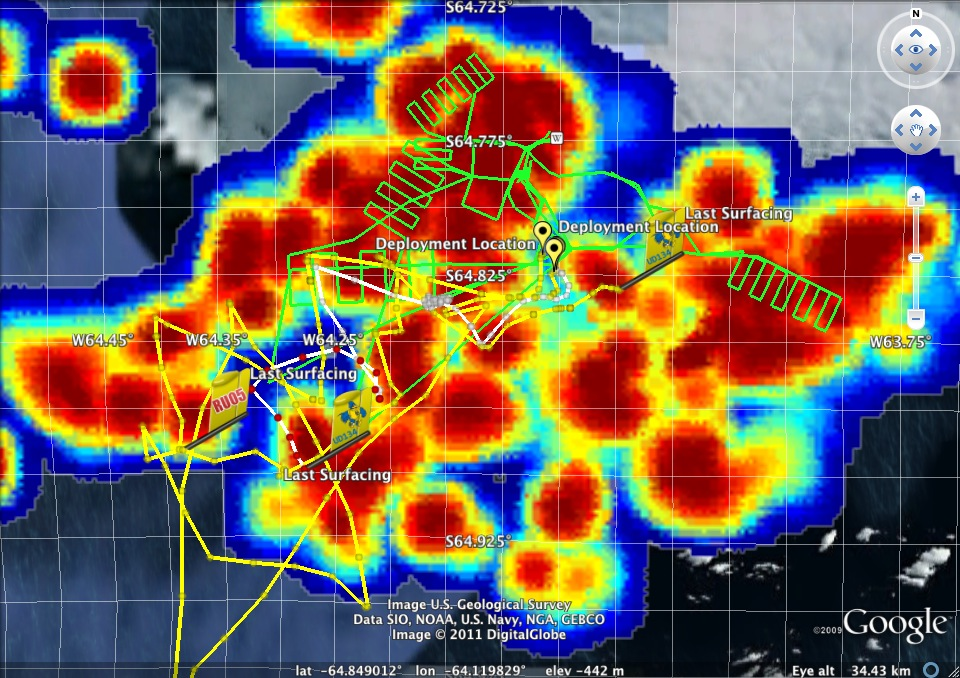 S64.725°
N
W
S64.775°
Last Surfacing
Deployment Location
Deployment Location
UD134
S64.825°
W64.45°
W64.35°
W64.25°
W63.75°
Last Surfacing
RU05
UD134
Last Surfacing
S64.925°
Image U.S. Geological Survey
Data SIO, NOAA, U.S. Navy, NGA, GEBCO
Image © 2011 DigitalGlobe
©2009 Google
lat -64.849012° lon -64.119829° elev -442 m
Eye alt 34.43 km